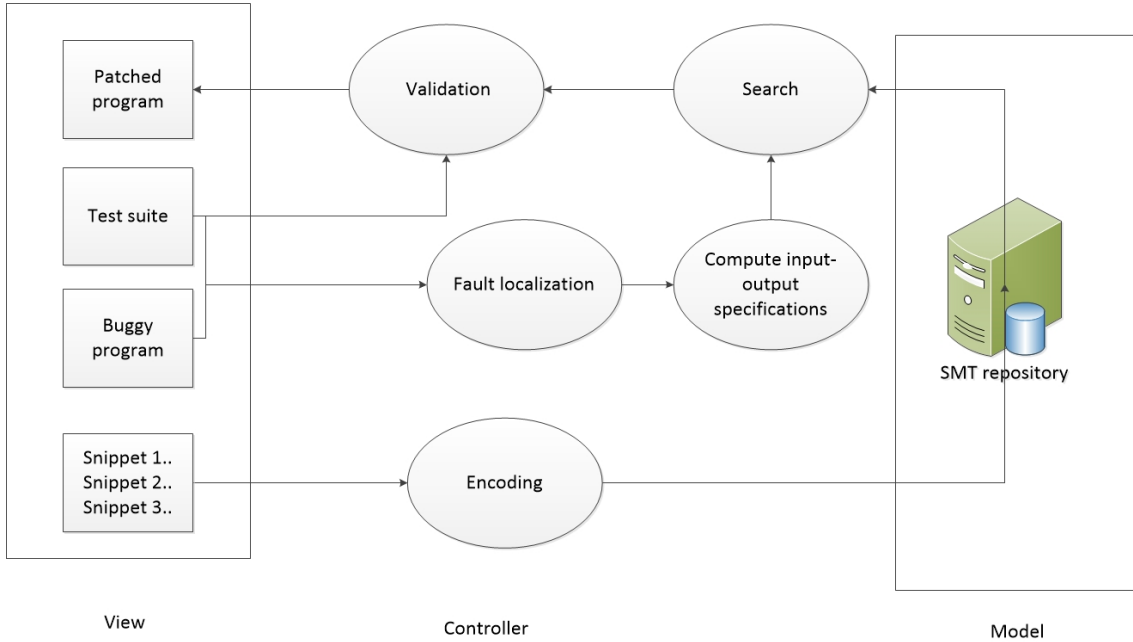 Patched
program
Validation
Search
Test suite
Fault localization
Compute input-
output
specifications
Buggy
program
SMT repository
Snippet 1..
Snippet 2..
Snippet 3..
Encoding
View
Controller
Model